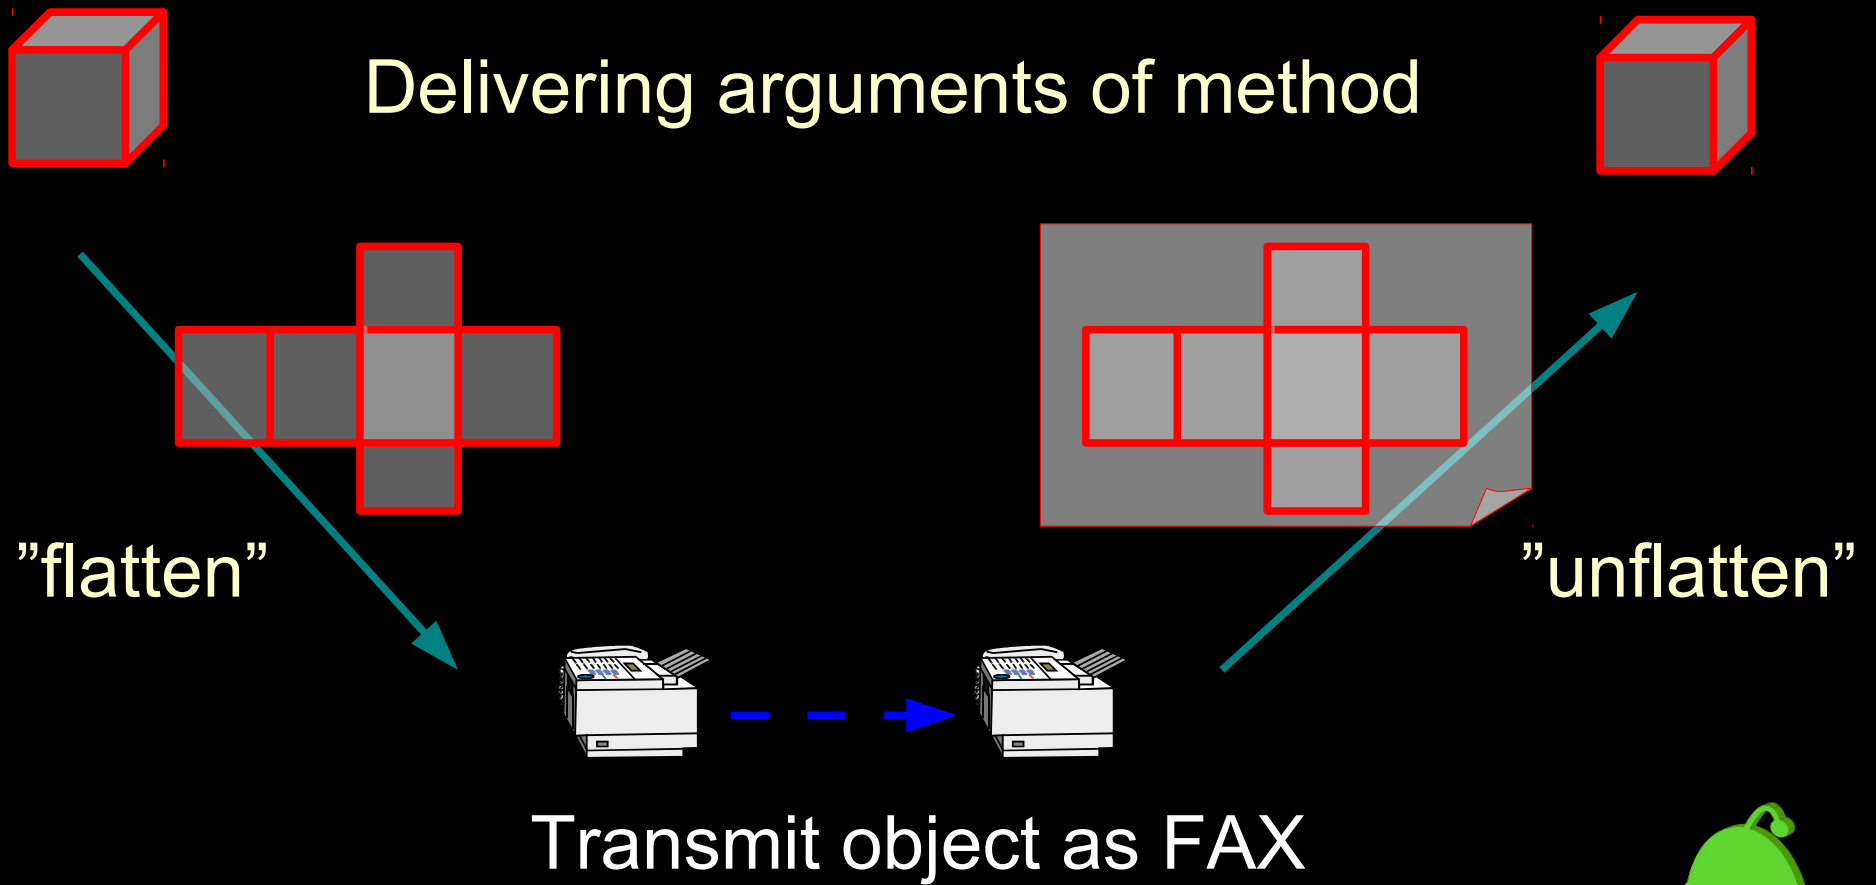 Delivering arguments of method
”flatten”
”unflatten”
Transmit object as FAX